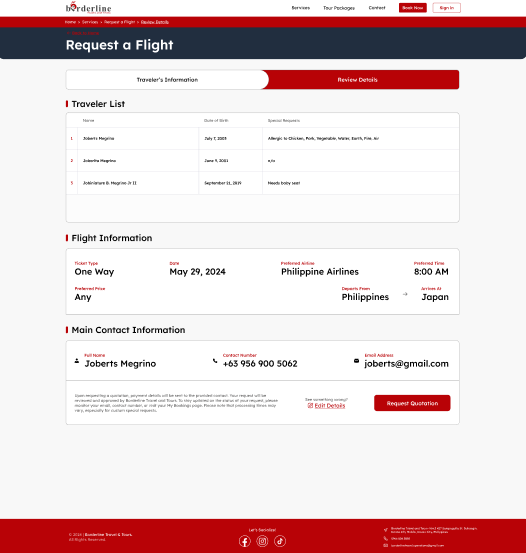 borderline
Services
Tour Packages
Contact
Book Now
Sign in
Home > Services > Request a Flight > Review Details
Request a Flight
Traveler's Information
Review Details
Traveler List
Name
Date of Birth
Special Requests
1
Joberts Megrino
July 7, 2003
Allergic to Chicken, Pork, Vegetable, Water, Earth, Fire, Air
2
Jobertha Megrino
June 9, 2001
n/a
3
Jobiniature B. Megrino Jr II
September 21, 2019
Needs baby seat
Flight Information
Ticket Type
Date
Preferred Airline
Preferred Time
One Way
May 29, 2024
Philippine Airlines
8:00 AM
Preferred Price
Departs From
Arrives At
Any
Philippines
→
Japan
Main Contact Information
Full Name
Contact Number
Email Address
Joberts Megrino
+63 956 900 5062
joberts@gmail.com
Upon requesting a quotation, payment details will be sent to the provided contact. Your request will be
reviewed and approved by Borderline Travel and Tours. To stay updated on the status of your request, please
monitor your email, contact number, or visit your My Bookings page. Please note that processing times may
vary, especially for custom special requests.
See something wrong?
Edit Details
Request Quotation
Let's Socialize!
© 2024 | Borderline Travel & Tours.
All Rights Reserved